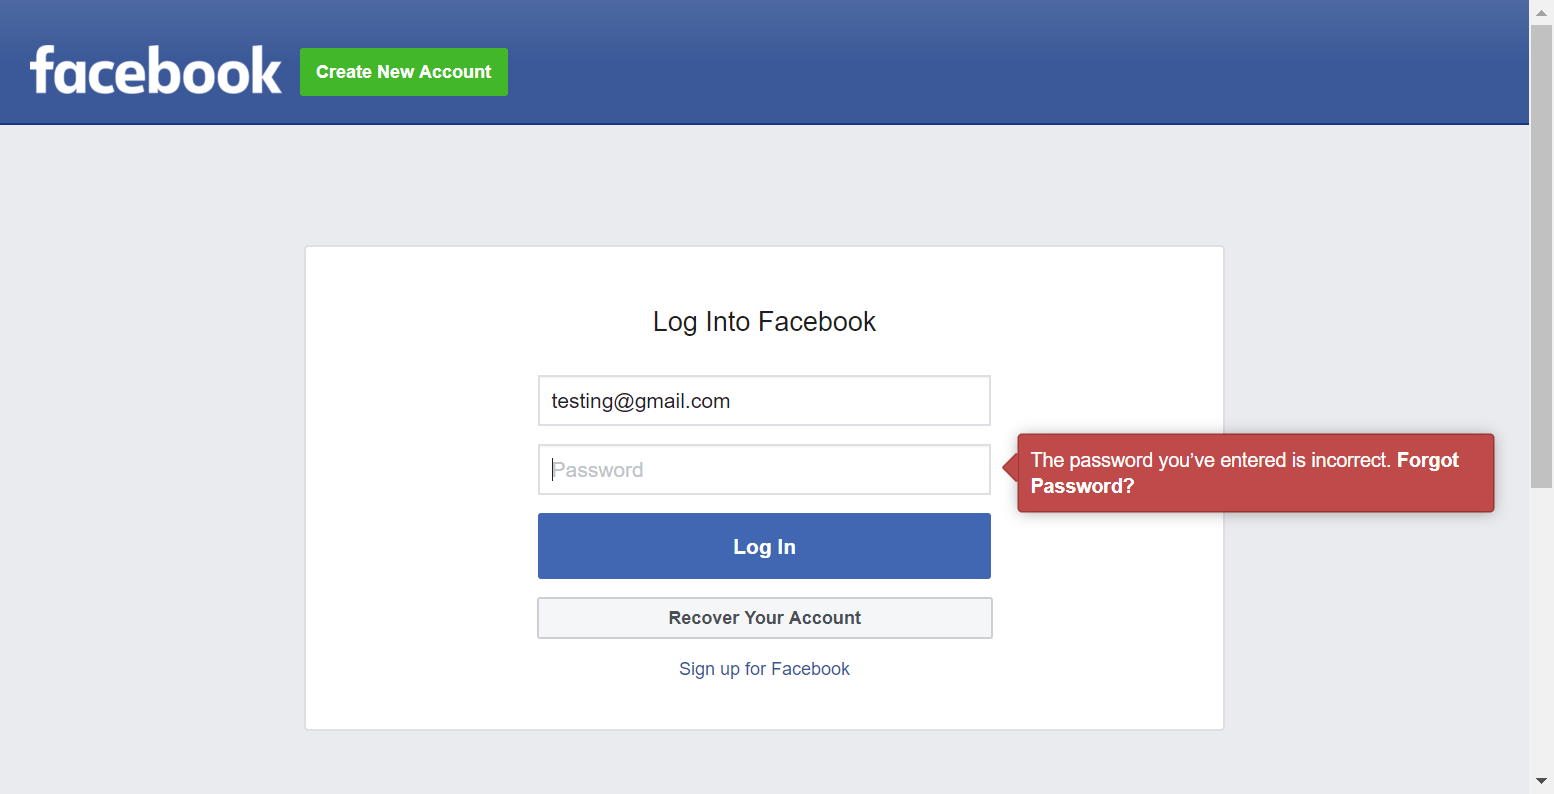 facebook
Create New Account
Log Into Facebook
testing@gmail.com
Password
The password you’ve entered is incorrect. Forgot
Password?
Log In
Recover Your Account
Sign up for Facebook